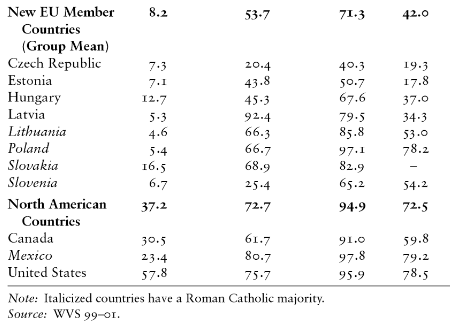 New EU Member 8.2 53.7 71.3 42.0
Countries
(Group Mean)
Czech Republic 7.3 20.4 40.3 19.3
Estonia 7.1 43.8 50.7 17.8
Hungary 12.7 45.3 67.6 37.0
Latvia 5.3 92.4 79.5 34.3
Lithuania 4.6 66.3 85.8 53.0
Poland 5.4 66.7 97.1 78.2
Slovakia 16.5 68.9 82.9 –
Slovenia 6.7 25.4 65.2 54.2
North American 37.2 72.7 94.9 72.5
Countries
Canada 30.5 61.7 91.0 59.8
Mexico 23.4 80.7 97.8 79.2
United States 57.8 75.7 95.9 78.5
Note: Italicized countries have a Roman Catholic majority.
Source: WVS 99–01.